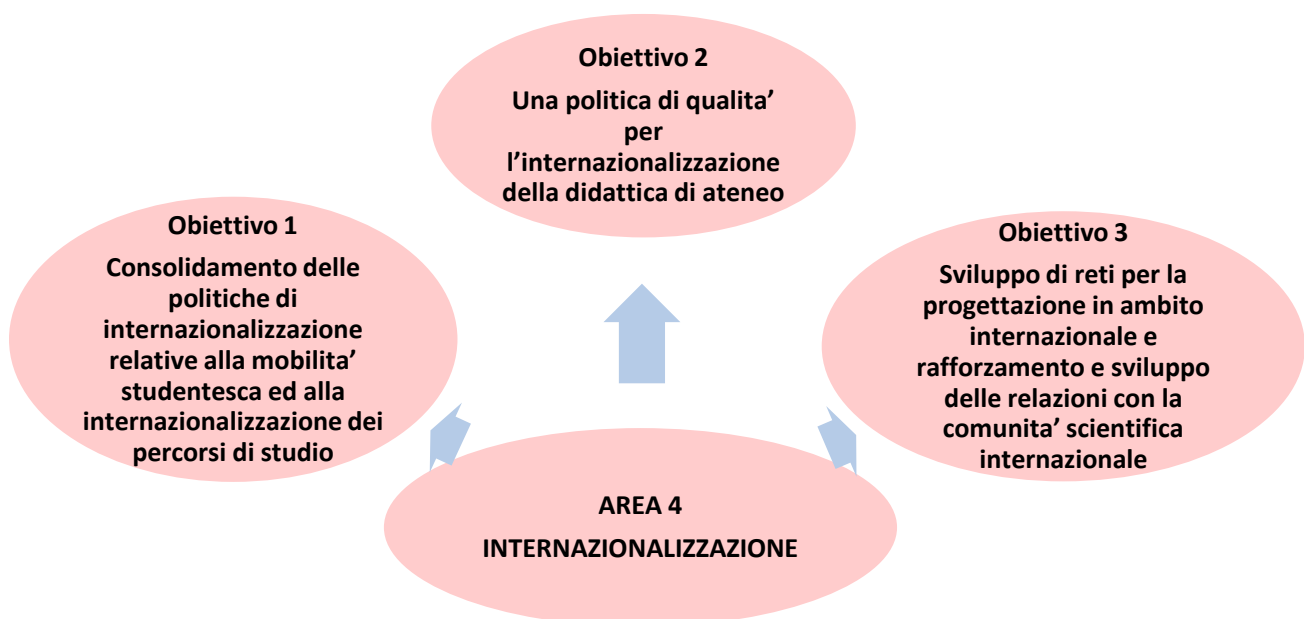 Obiettivo 2
Una politica di qualita’
per
l’internazionalizzazione
della didattica di ateneo
Obiettivo 1
Consolidamento delle
politiche di
internazionalizzazione
relative alla mobilita’
studentesca ed alla
internazionalizzazione dei
percorsi di studio
Obiettivo 3
Sviluppo di reti per la
progettazione in ambito
internazionale e
rafforzamento e sviluppo
delle relazioni con la
comunita’ scientifica
internazionale
AREA 4
INTERNAZIONALIZZAZIONE